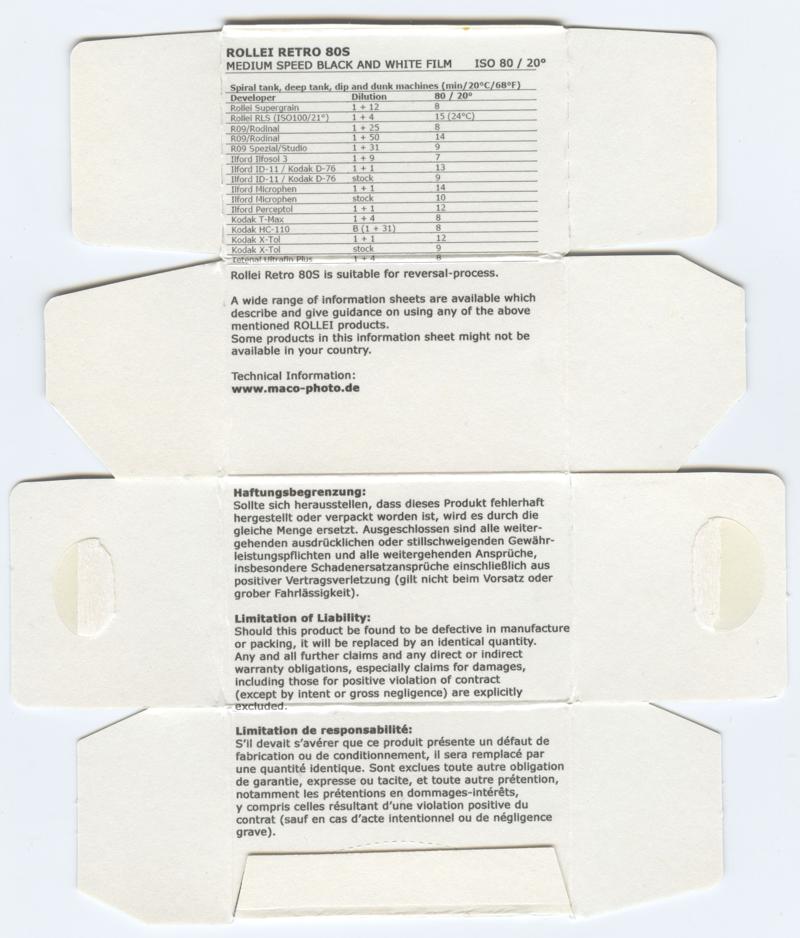 ROLLEI RETRO 80S
MEDIUM SPEED BLACK AND WHITE FILM ISO 80 / 20°
Spiral tank, deep tank, dip and dunk machines (min/20°C/68°F)
Developer Dilution 80 / 20°
Rollei Supergrain 1 + 12 8
Rollei RLS (ISO100/21°) 1 + 4 15 (24°C)
R09/Rodinal 1 + 25 8
R09/Rodinal 1 + 50 14
R09 Spezial/Studio 1 + 31 9
Ilford Ilfosol 3 1 + 9 7
Ilford ID-11 / Kodak D-76 1 + 1 13
Ilford ID-11 / Kodak D-76 stock 9
Ilford Microphen 1 + 1 14
Ilford Microphen stock 10
Ilford Perceptol 1 + 1 12
Kodak T-Max 1 + 4 8
Kodak HC-110 B (1 + 31) 8
Kodak X-Tol 1 + 1 12
Kodak X-Tol stock 9
Tetenal Ultrafin Plus 1 + 4 8
Rollei Retro 80S is suitable for reversal-process.
A wide range of information sheets are available which
describe and give guidance on using any of the above
mentioned ROLLEI products.
Some products in this information sheet might not be
available in your country.
Technical Information:
www.maco-photo.de
Haftungsbegrenzung:
Sollte sich herausstellen, dass dieses Produkt fehlerhaft
hergestellt oder verpackt worden ist, wird es durch die
gleiche Menge ersetzt. Ausgeschlossen sind alle weiter-
gehenden ausdrücklichen oder stillschweigenden Gewähr-
leistungspflichten und alle weitergehenden Ansprüche,
insbesondere Schadenersatzansprüche einschließlich aus
positiver Vertragsverletzung (gilt nicht beim Vorsatz oder
grober Fahrlässigkeit).
Limitation of Liability:
Should this product be found to be defective in manufacture
or packing, it will be replaced by an identical quantity.
Any and all further claims and any direct or indirect
warranty obligations, especially claims for damages,
including those for positive violation of contract
(except by intent or gross negligence) are explicitly
excluded.
Limitation de responsabilité:
S'il devait s'avérer que ce produit présente un défaut de
fabrication ou de conditionnement, il sera remplacé par
une quantité identique. Sont exclues toute autre obligation
de garantie, expresse ou tacite, et toute autre prétention,
notamment les prétentions en dommages-intérêts,
y compris celles résultant d'une violation positive du
contrat (sauf en cas d'acte intentionnel ou de négligence
grave).